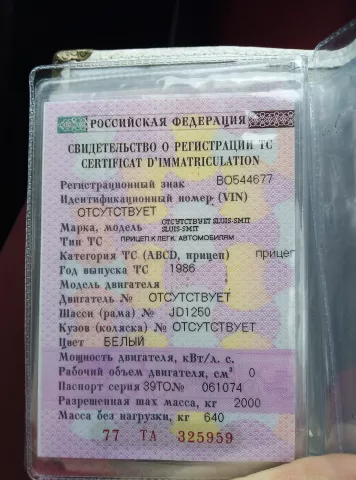 РОССИЙСКАЯ ФЕДЕРАЦИЯ
СВИДЕТЕЛЬСТВО О РЕГИСТРАЦИИ ТС
CERTIFICAT D'IMMATRICULATION
Регистрационный знак ВО544677
Идентификационный номер (VIN)
ОТСУТСТВУЕТ
Марка, модель ОТСУТСТВУЕТ SLUIS-SMIT
SLUIS-SMIT
Тип ТС ПРИЦЕП К ЛЕГК. АВТОМОБИЛЯМ
Категория ТС (ABCD, прицеп) прицеп
Год выпуска ТС 1986
Модель двигателя
Двигатель № ОТСУТСТВУЕТ
Шасси (рама) № JD1250
Кузов (коляска) № ОТСУТСТВУЕТ
Цвет БЕЛЫЙ
Мощность двигателя, кВт/л. с.
Рабочий объем двигателя, см³ 0
Паспорт серия 39ТО№ 061074
Разрешенная max масса, кг 2000
Масса без нагрузки, кг 640
77 ТА 325959